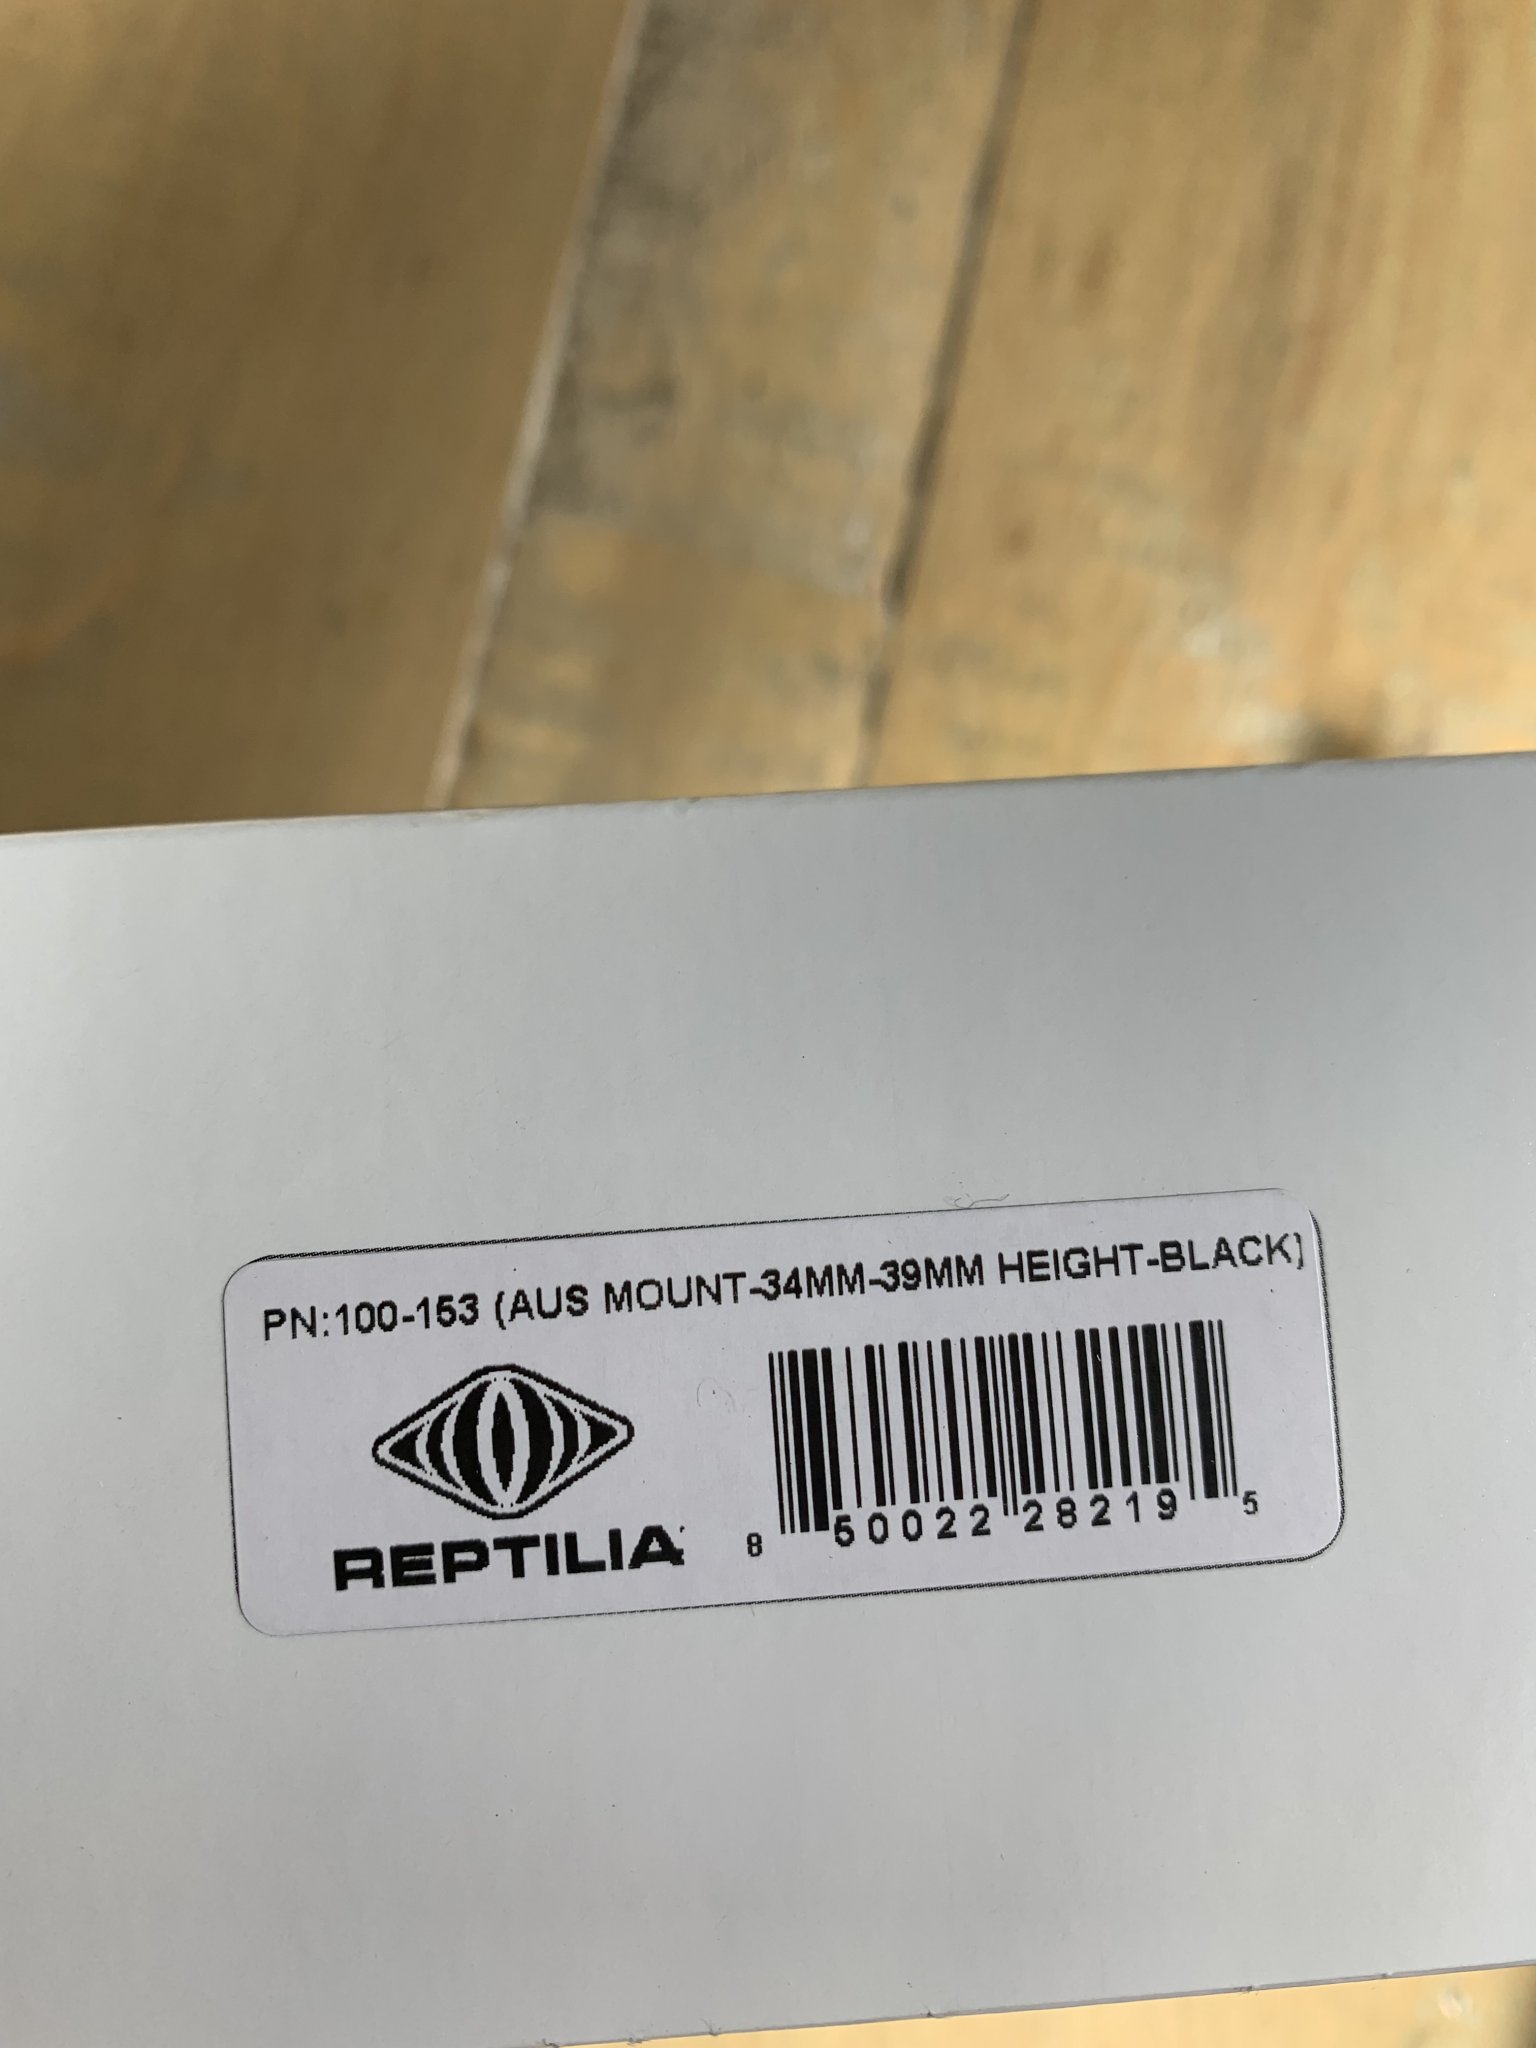 PN:100-153 (AUS MOUNT-34MM-39MM HEIGHT-BLACK)
REPTILIA
8 50022 28219 5